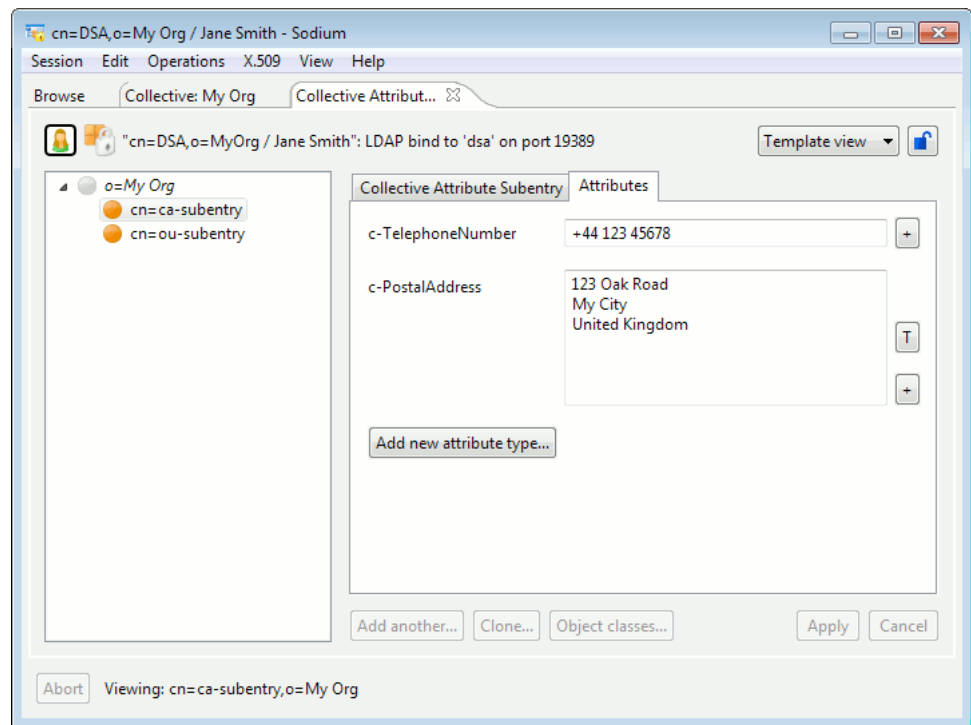 cn=DSA,o=My Org / Jane Smith - Sodium
Session Edit Operations X.509 View Help
Browse Collective: My Org Collective Attribut...
"cn=DSA,o=MyOrg / Jane Smith": LDAP bind to 'dsa' on port 19389 Template view
o=My Org
cn=ca-subentry
cn=ou-subentry
Collective Attribute Subentry Attributes
c-TelephoneNumber +44 123 45678 +
c-PostalAddress 123 Oak Road
My City
United Kingdom
T
+
Add new attribute type...
Add another... Clone... Object classes... Apply Cancel
Abort Viewing: cn=ca-subentry,o=My Org